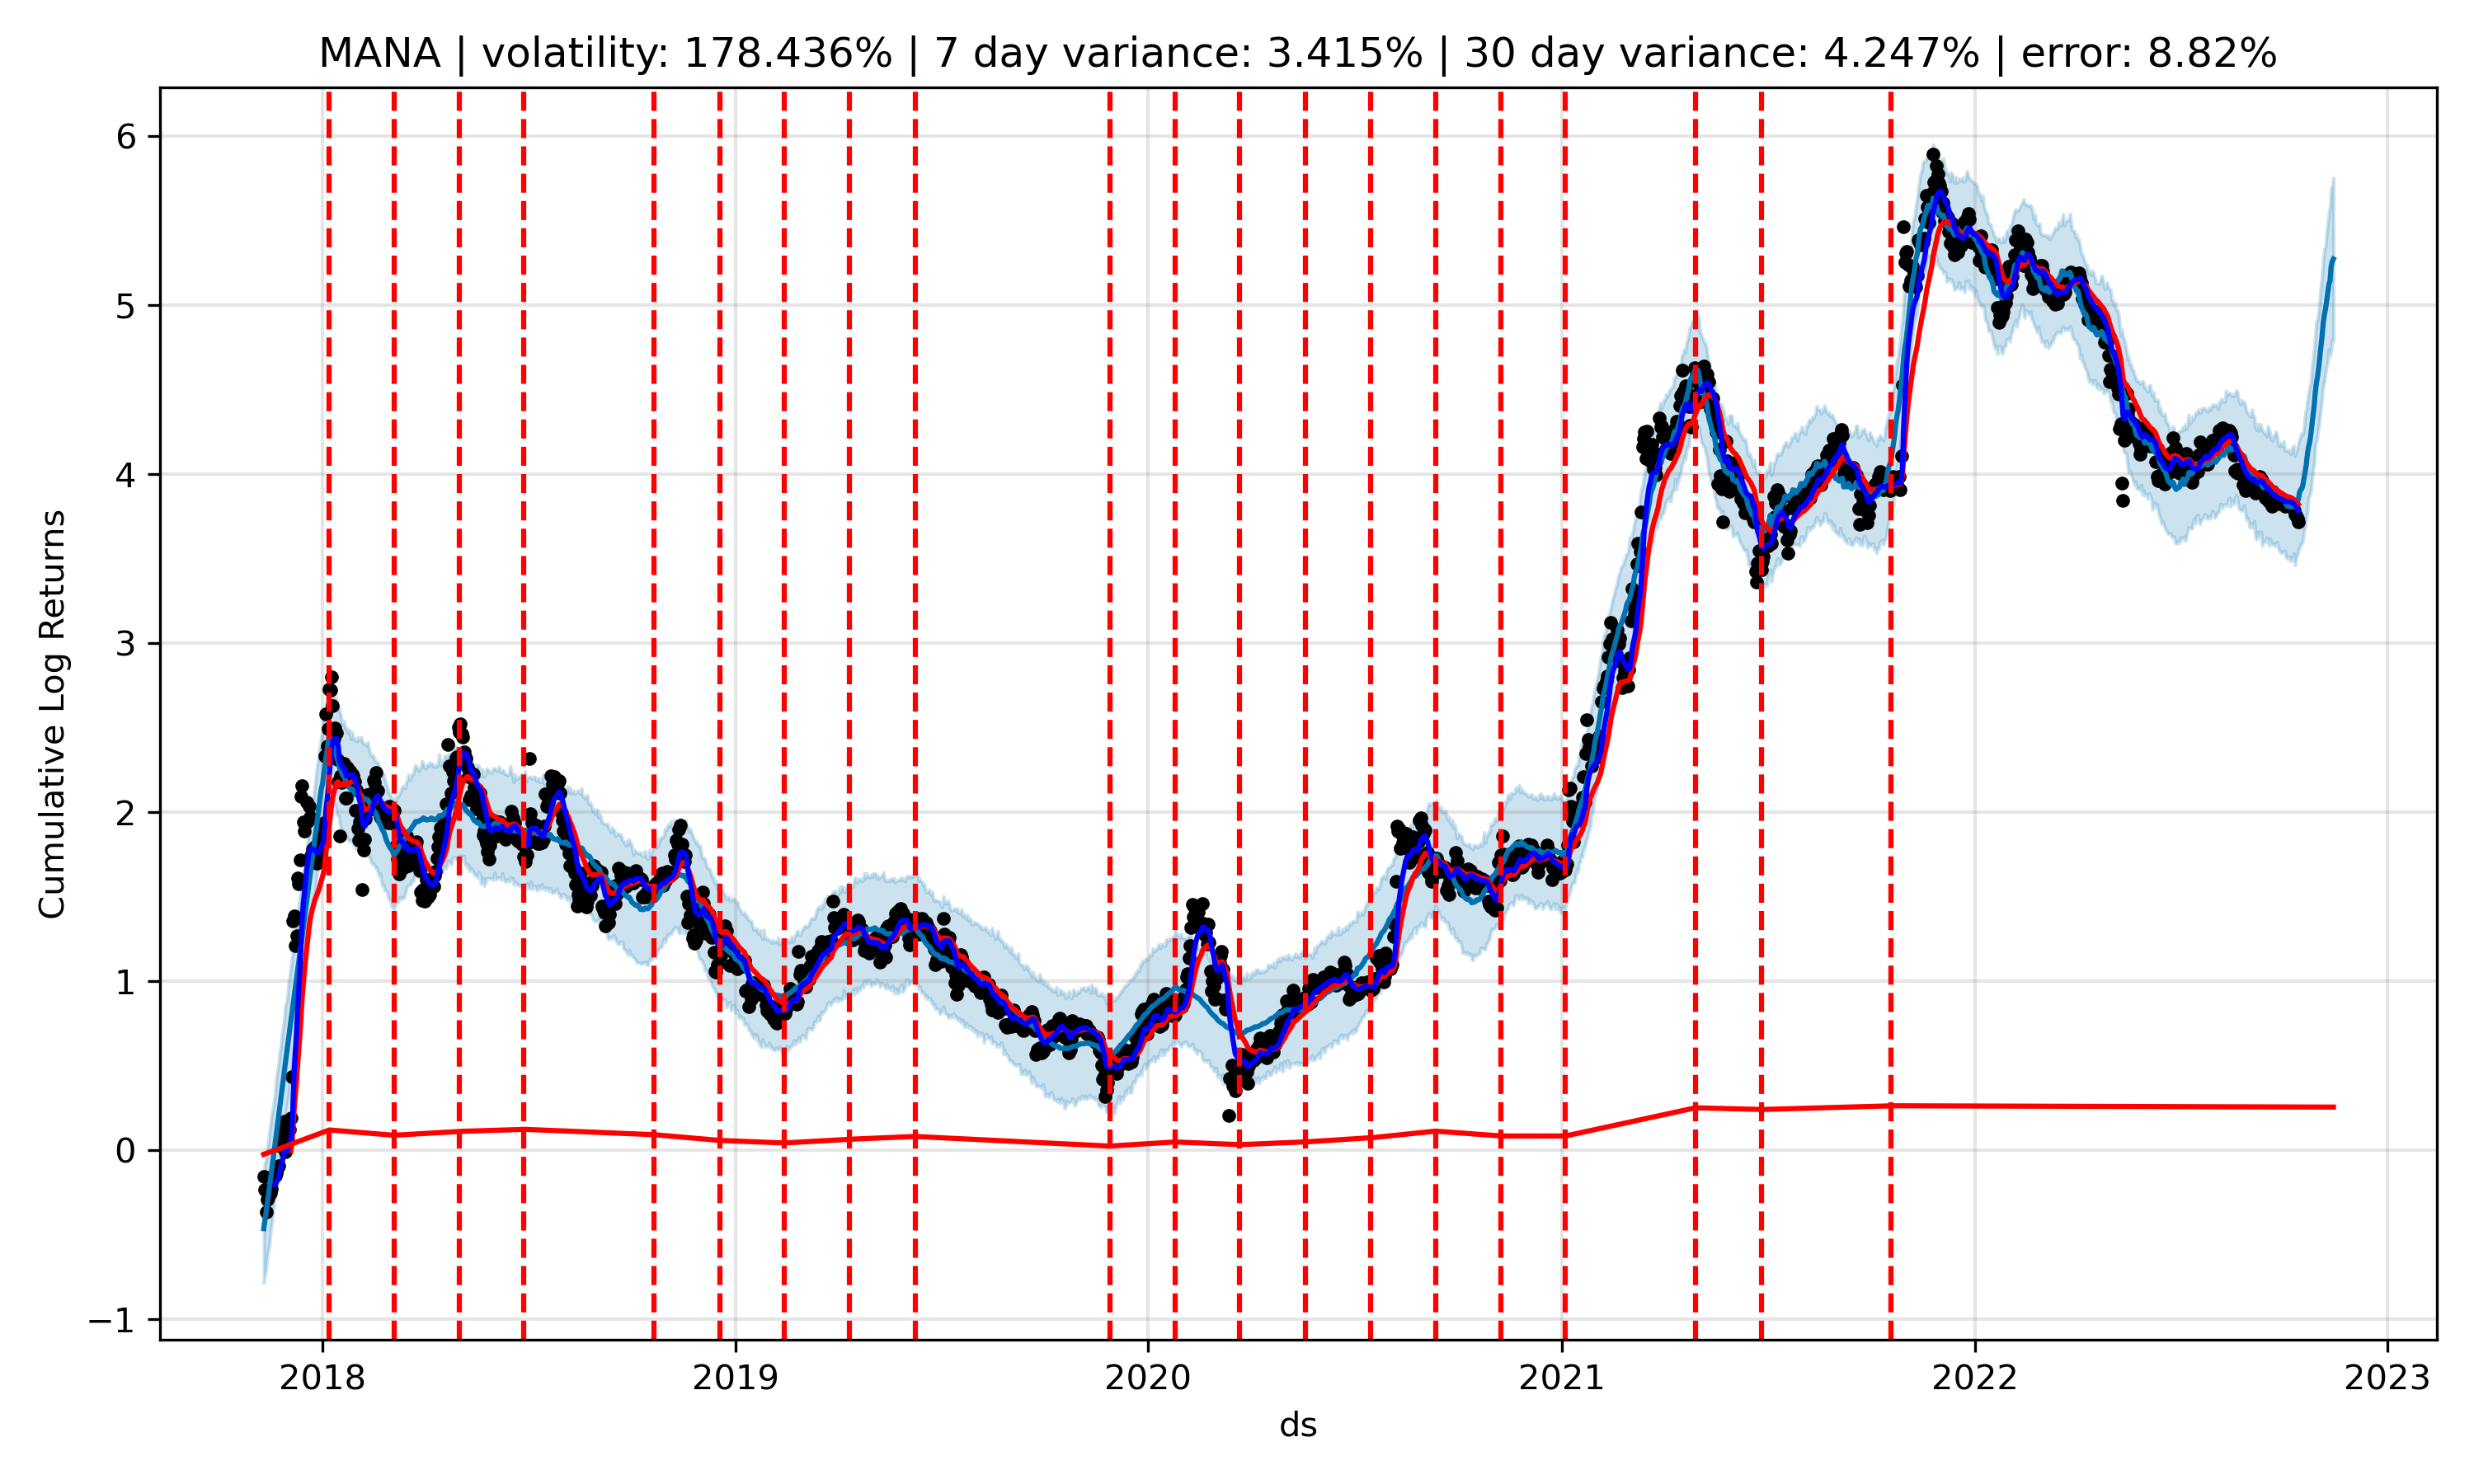 MANA | volatility: 178.436% | 7 day variance: 3.415% | 30 day variance: 4.247% | error: 8.82%
Cumulative Log Returns
6
5
4
3
2
1
0
−1
2018 2019 2020 2021 2022 2023
ds